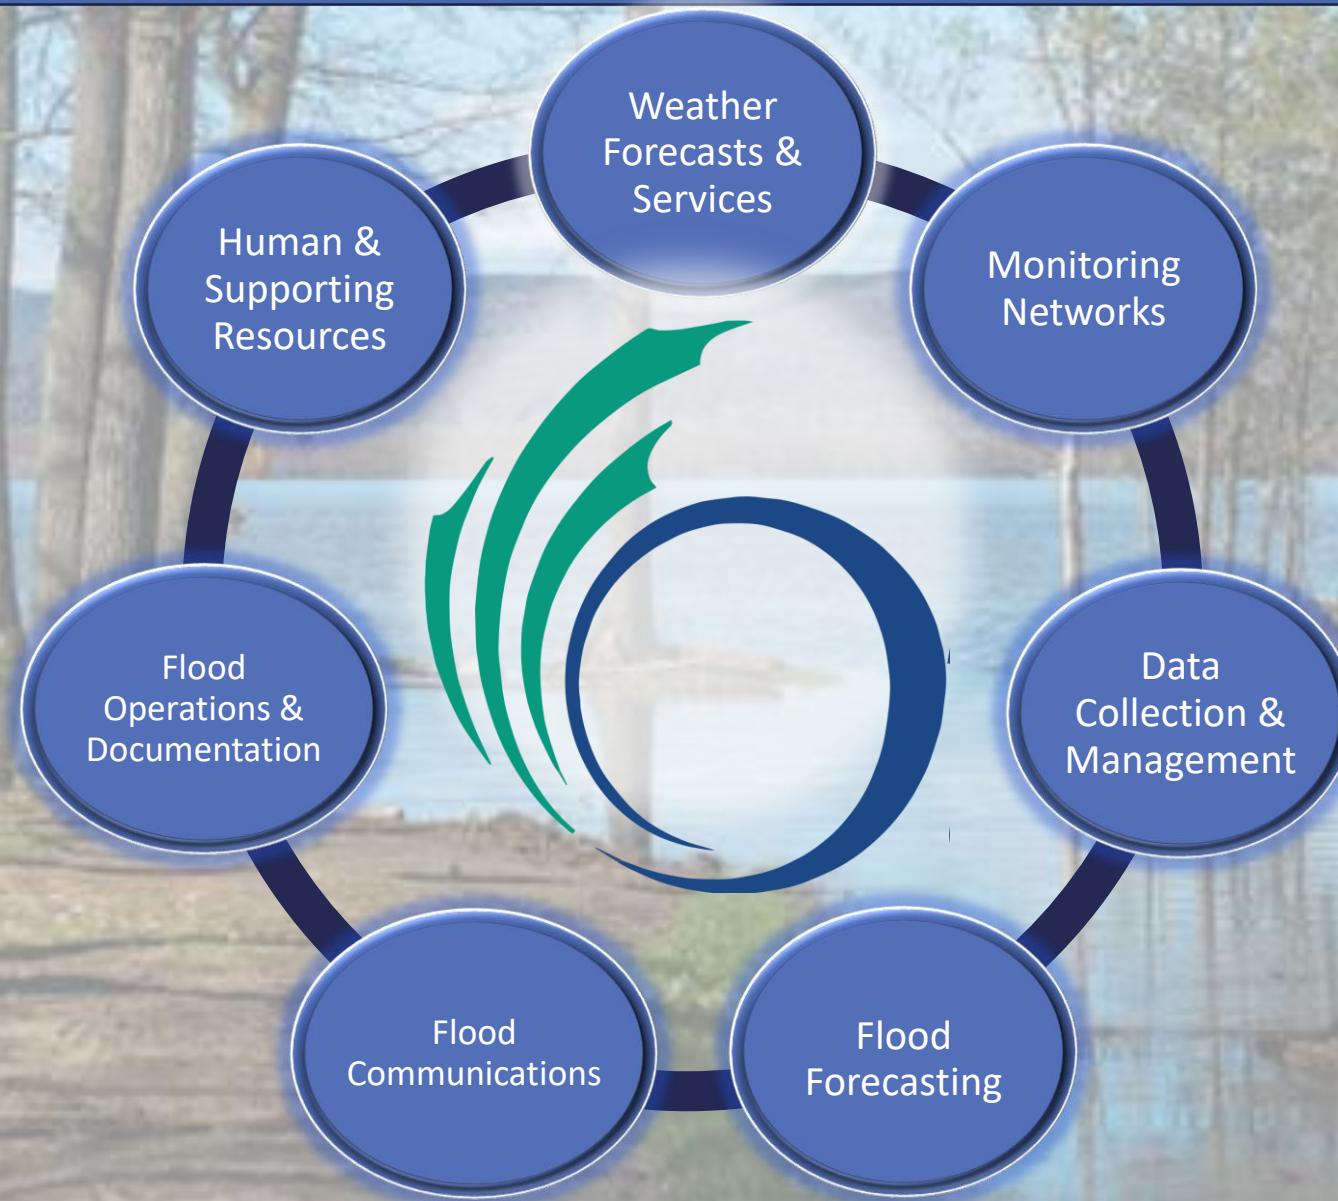 Weather
Forecasts &
Services
Monitoring
Networks
Data
Collection &
Management
Flood
Forecasting
Flood
Communications
Flood
Operations &
Documentation
Human &
Supporting
Resources